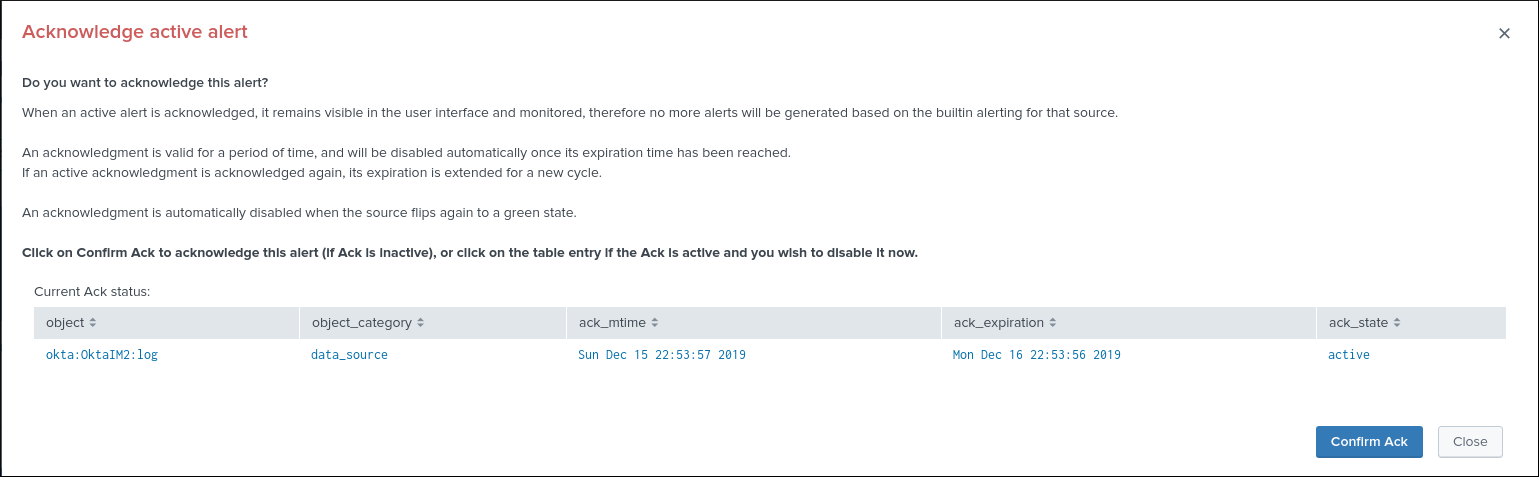 Acknowledge active alert
×
Do you want to acknowledge this alert?
When an active alert is acknowledged, it remains visible in the user interface and monitored, therefore no more alerts will be generated based on the builtin alerting for that source.
An acknowledgment is valid for a period of time, and will be disabled automatically once its expiration time has been reached.
If an active acknowledgment is acknowledged again, its expiration is extended for a new cycle.
An acknowledgment is automatically disabled when the source flips again to a green state.
Click on Confirm Ack to acknowledge this alert (if Ack is inactive), or click on the table entry if the Ack is active and you wish to disable it now.
Current Ack status:
object object_category ack_mtime ack_expiration ack_state
okta:OktaIM2:log data_source Sun Dec 15 22:53:57 2019 Mon Dec 16 22:53:56 2019 active
Confirm Ack Close